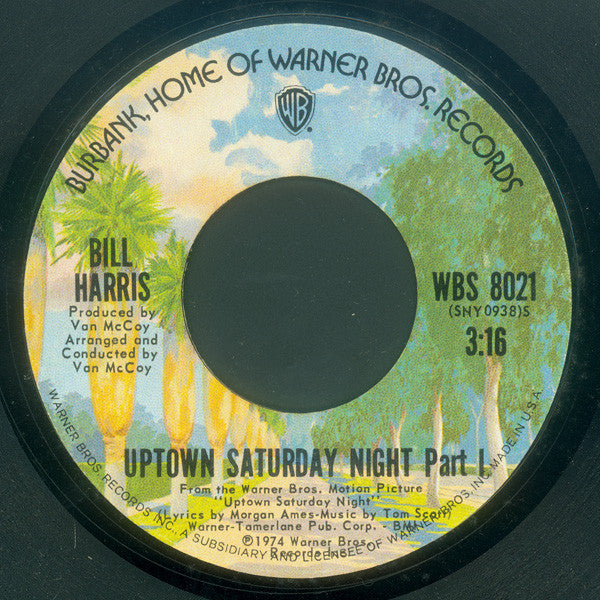 BURBANK, HOME OF WARNER BROS. RECORDS
WB
BILL
HARRIS
Produced by
Van McCoy
Arranged and
Conducted by
Van McCoy
WBS 8021
(SNY0938)S
3:16
UPTOWN SATURDAY NIGHT Part I
From the Warner Bros. Motion Picture
"Uptown Saturday Night"
(Lyrics by Morgan Ames-Music by Tom Scott)
Warner-Tamerlane Pub. Corp. - BMI
℗1974 Warner Bros.
Records Inc.
WARNER BROS. RECORDS INC., A SUBSIDIARY AND LICENSEE OF WARNER BROS. INC. MADE IN U.S.A.